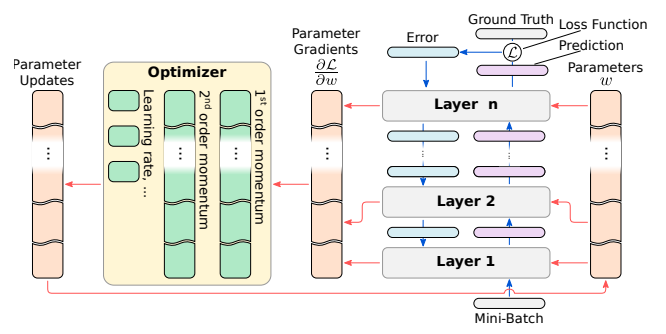 Ground Truth
Loss Function
ℒ
Prediction
Error
Parameter
Gradients
∂ℒ
∂w
Parameters
w
Parameter
Updates
Optimizer
Learning rate, ...
2nd order momentum
1st order momentum
...
...
...
...
...
Layer n
...
...
Layer 2
Layer 1
Mini-Batch